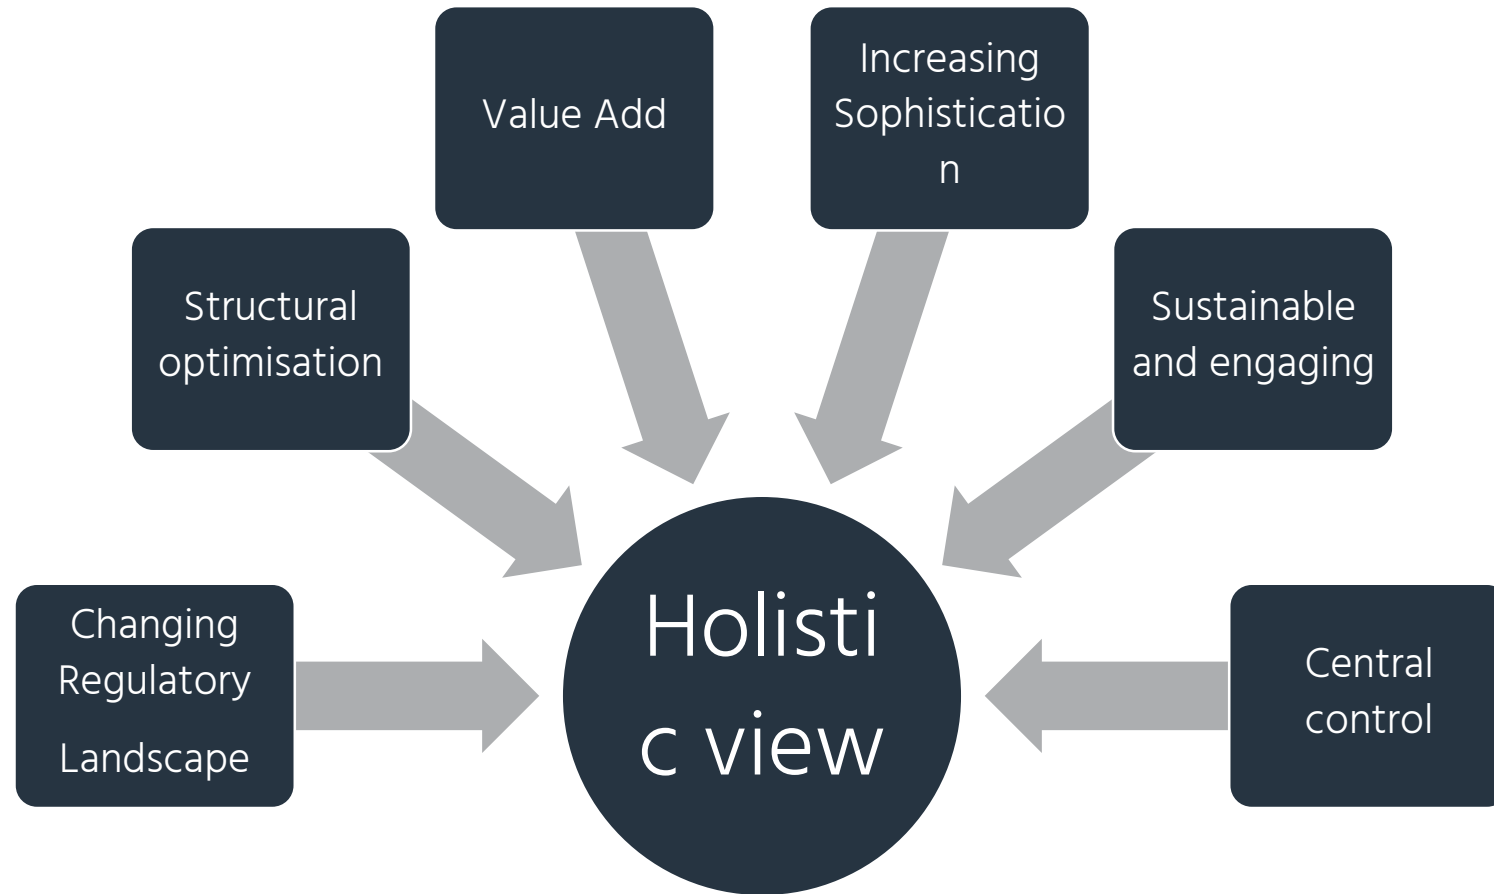 Value Add
Increasing
Sophisticatio
n
Structural
optimisation
Sustainable
and engaging
Changing
Regulatory
Landscape
Holisti
c view
Central
control